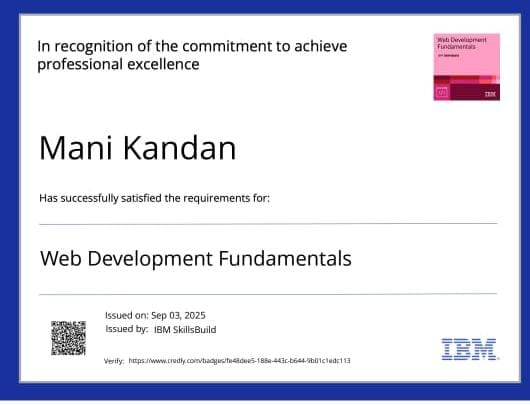 In recognition of the commitment to achieve
professional excellence
Web Development
Fundamentals
IBM SkillsBuild
IBM
Mani Kandan
Has successfully satisfied the requirements for:
Web Development Fundamentals
Issued on: Sep 03, 2025
Issued by: IBM SkillsBuild
Verify: https://www.credly.com/badges/fe48dee5-188e-443c-b644-9b01c1edc113
IBM